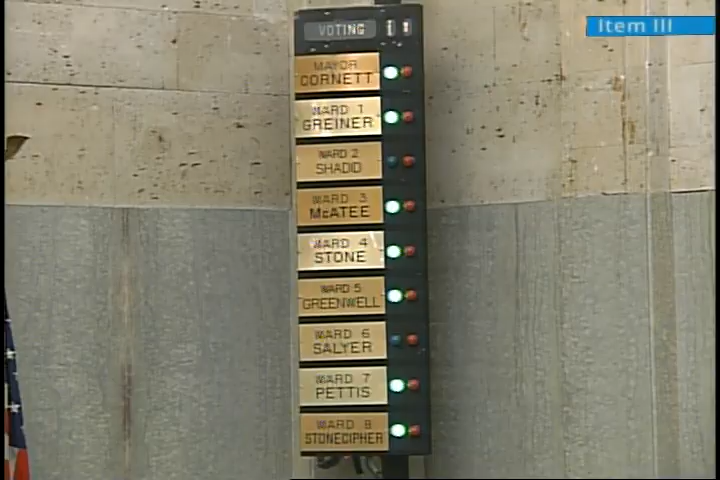 Item III
VOTING
MAYOR
CORNETT
WARD 1
GREINER
WARD 2
SHADID
WARD 3
McATEE
WARD 4
STONE
WARD 5
GREENWELL
WARD 6
SALYER
WARD 7
PETTIS
WARD 8
STONECIPHER